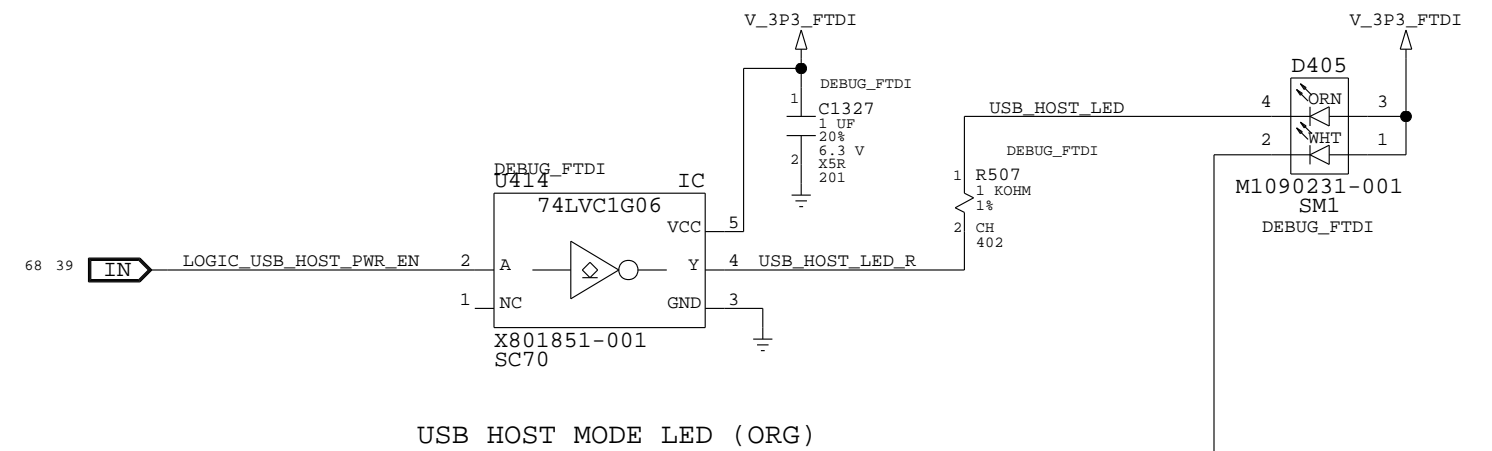 V_3P3_FTDI
V_3P3_FTDI
D405
DEBUG_FTDI
1
C1327
1 UF
20%
6.3 V
X5R
201
2
USB_HOST_LED
4
ORN
3
2
WHT
1
M1090231-001
SM1
DEBUG_FTDI
DEBUG_FTDI
1
R507
1 KOHM
1%
2
CH
402
DEBUG_FTDI
U414
IC
74LVC1G06
VCC
5
68 39
IN
LOGIC_USB_HOST_PWR_EN
2
A
Y
4
USB_HOST_LED_R
1
NC
GND
3
X801851-001
SC70
USB HOST MODE LED (ORG)